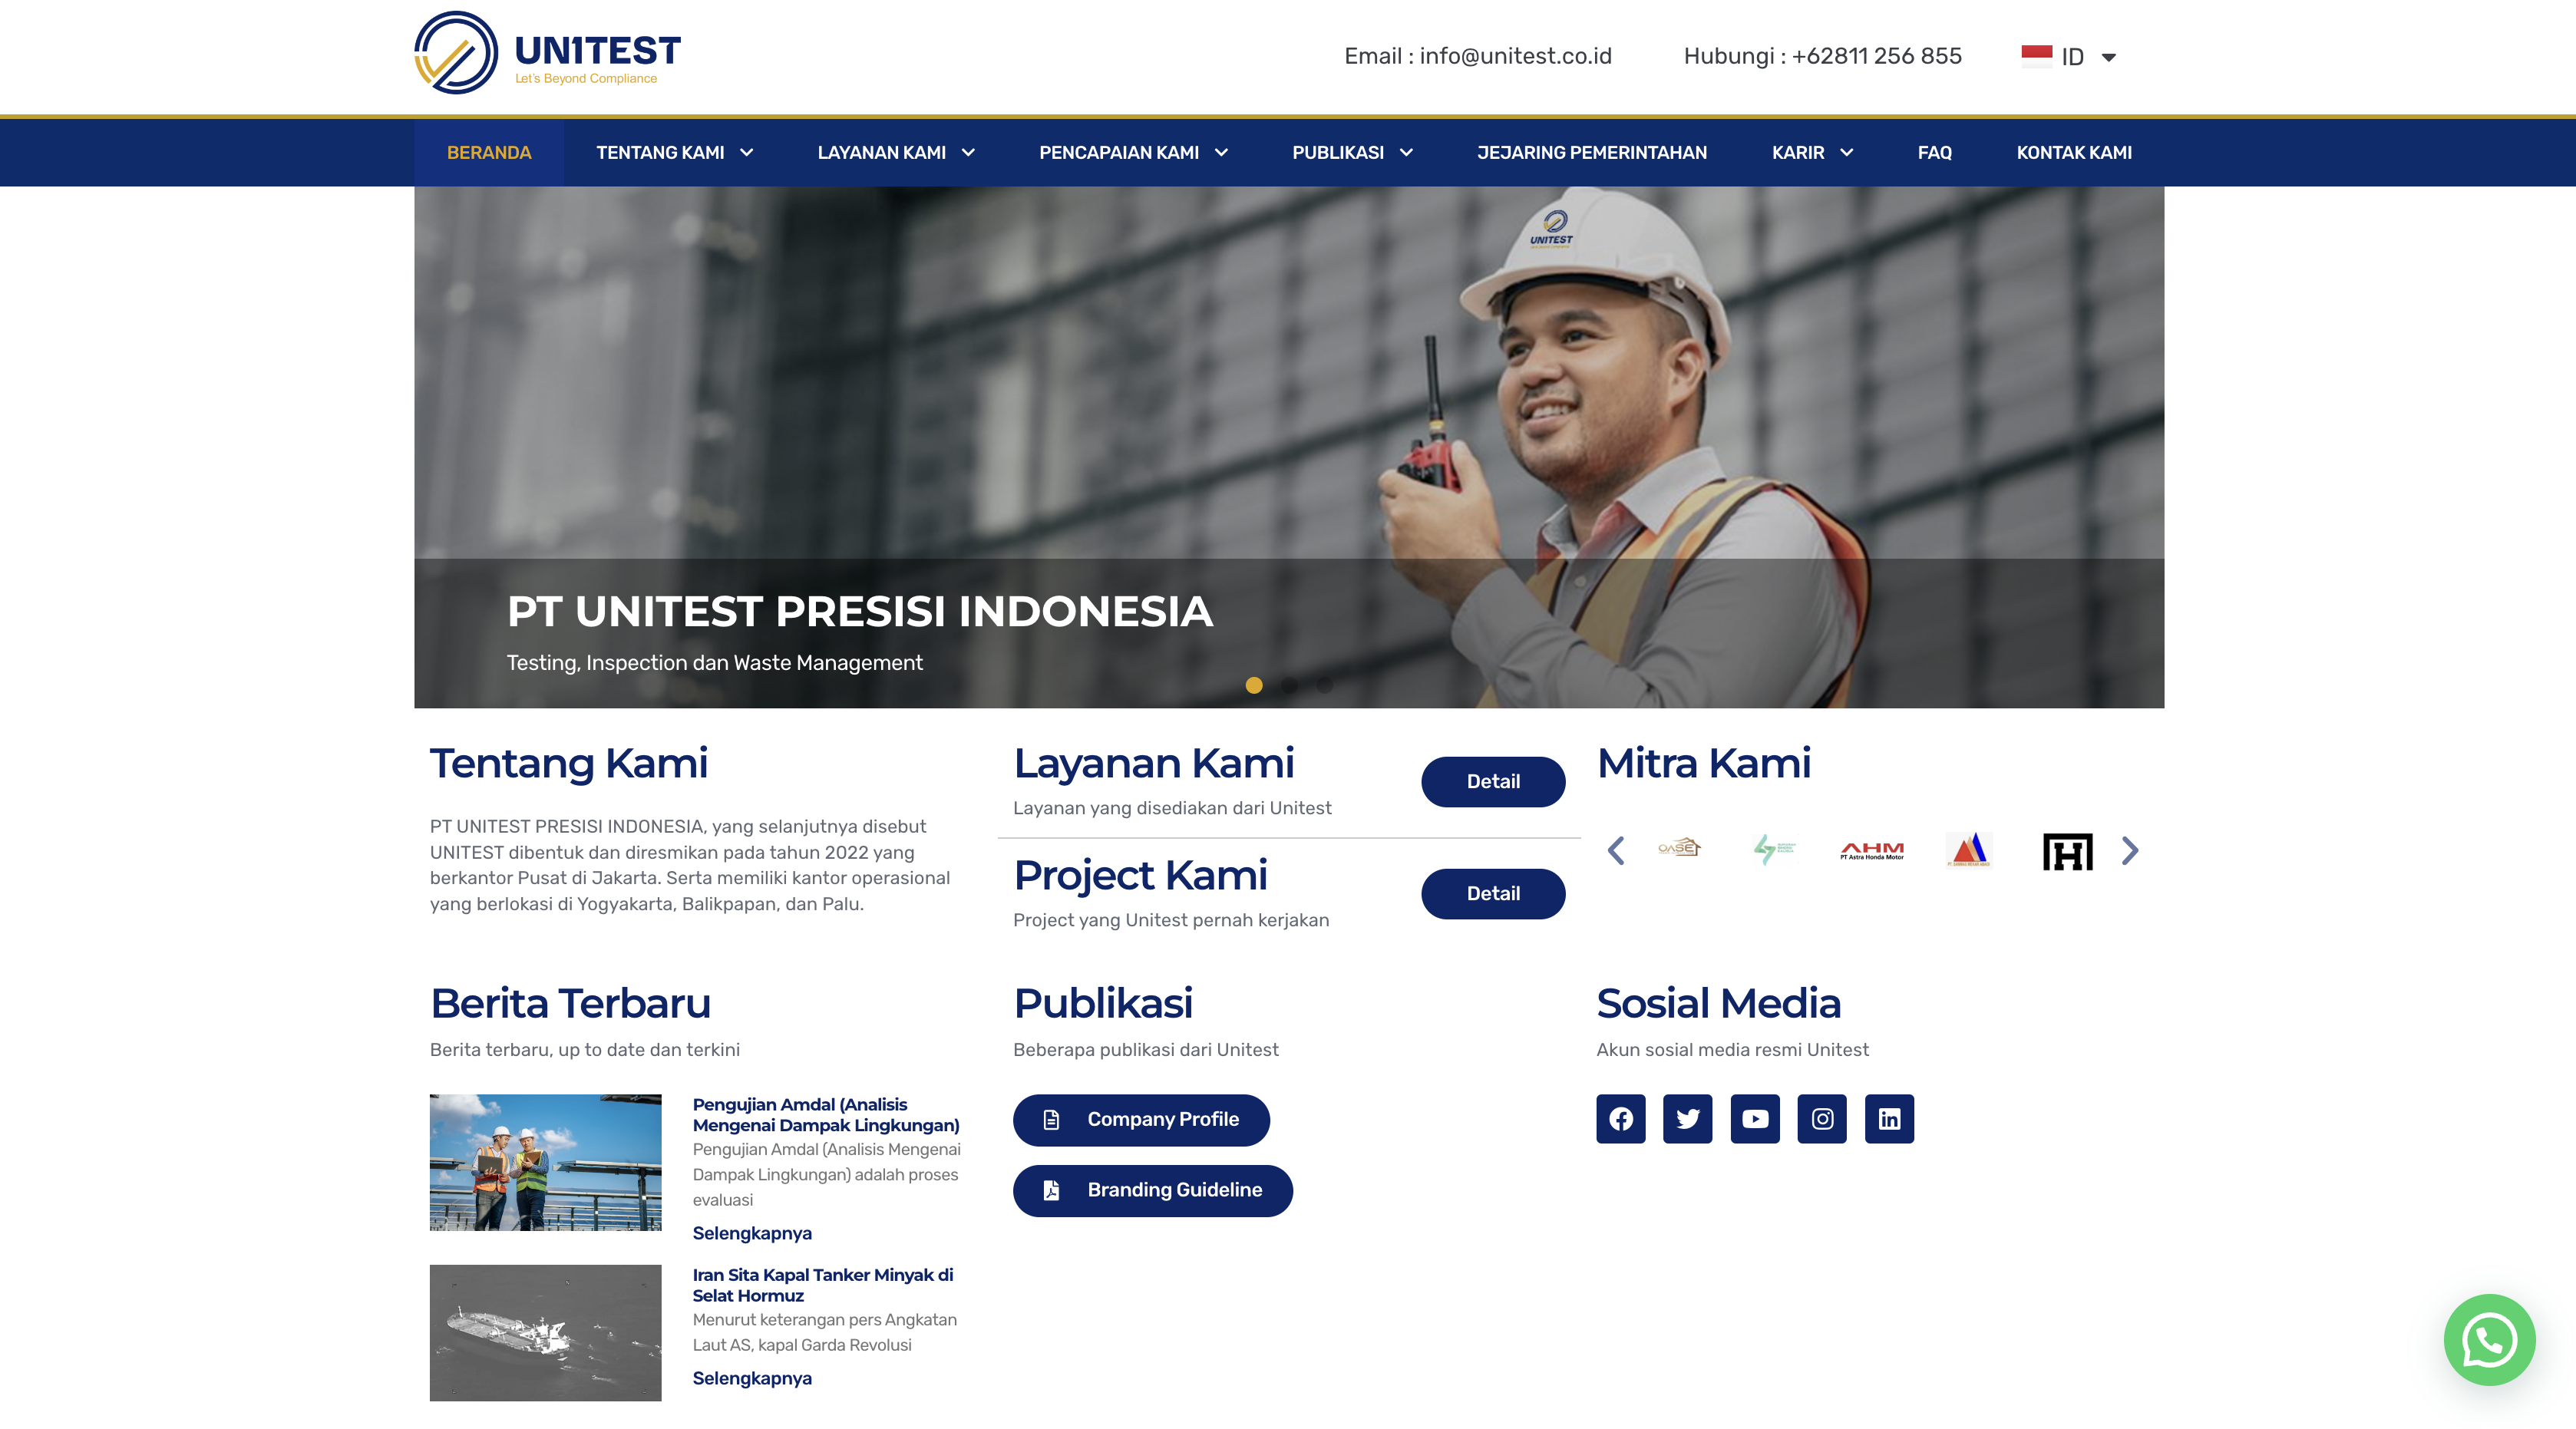 UNITEST
Let's Beyond Compliance
Email : info@unitest.co.id
Hubungi : +62811 256 855
ID
BERANDA
TENTANG KAMI
LAYANAN KAMI
PENCAPAIAN KAMI
PUBLIKASI
JEJARING PEMERINTAHAN
KARIR
FAQ
KONTAK KAMI
UNITEST
PT UNITEST PRESISI INDONESIA
Testing, Inspection dan Waste Management
Tentang Kami
PT UNITEST PRESISI INDONESIA, yang selanjutnya disebut
UNITEST dibentuk dan diresmikan pada tahun 2022 yang
berkantor Pusat di Jakarta. Serta memiliki kantor operasional
yang berlokasi di Yogyakarta, Balikpapan, dan Palu.
Layanan Kami
Layanan yang disediakan dari Unitest
Detail
Project Kami
Project yang Unitest pernah kerjakan
Detail
Mitra Kami
OASE
AHM
PT Astra Honda Motor
H
Berita Terbaru
Berita terbaru, up to date dan terkini
Pengujian Amdal (Analisis
Mengenai Dampak Lingkungan)
Pengujian Amdal (Analisis Mengenai
Dampak Lingkungan) adalah proses
evaluasi
Selengkapnya
Iran Sita Kapal Tanker Minyak di
Selat Hormuz
Menurut keterangan pers Angkatan
Laut AS, kapal Garda Revolusi
Selengkapnya
Publikasi
Beberapa publikasi dari Unitest
Company Profile
Branding Guideline
Sosial Media
Akun sosial media resmi Unitest